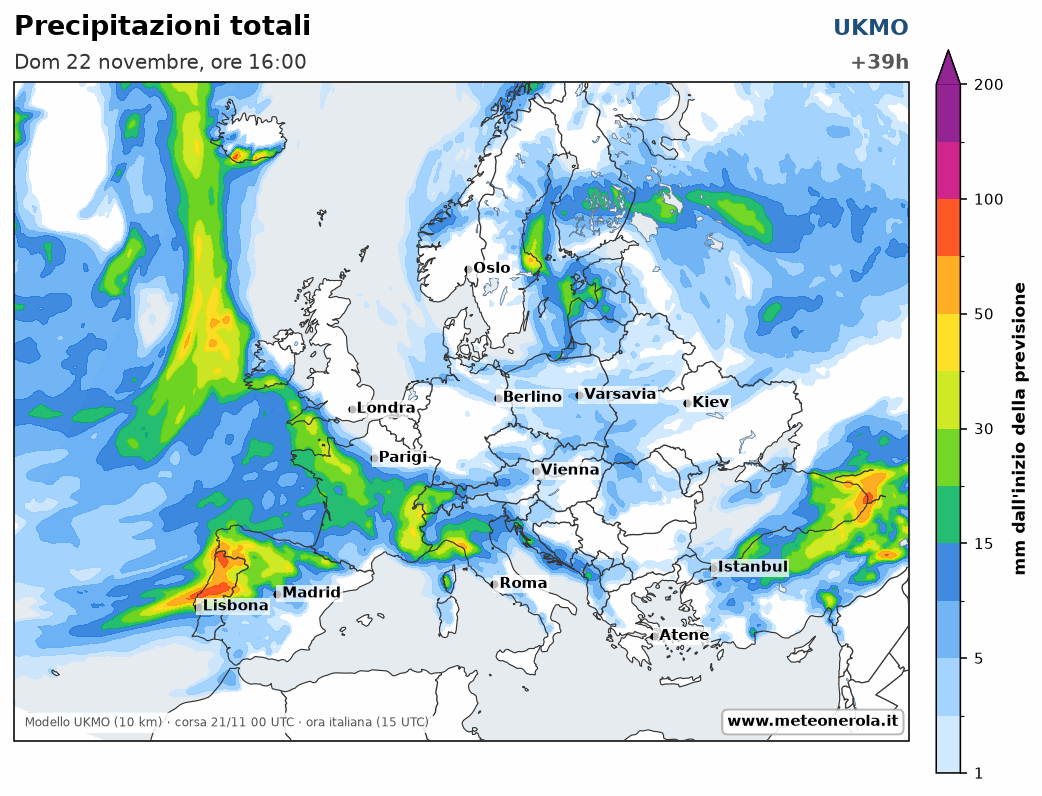 Precipitazioni totali
UKMO
Dom 22 novembre, ore 16:00
+39h
200
100
50
30
15
5
1
mm dall'inizio della previsione
Oslo
Londra
Berlino
Varsavia
Kiev
Parigi
Vienna
Istanbul
Roma
Madrid
Lisbona
Atene
Modello UKMO (10 km) · corsa 21/11 00 UTC · ora italiana (15 UTC)
www.meteonerola.it